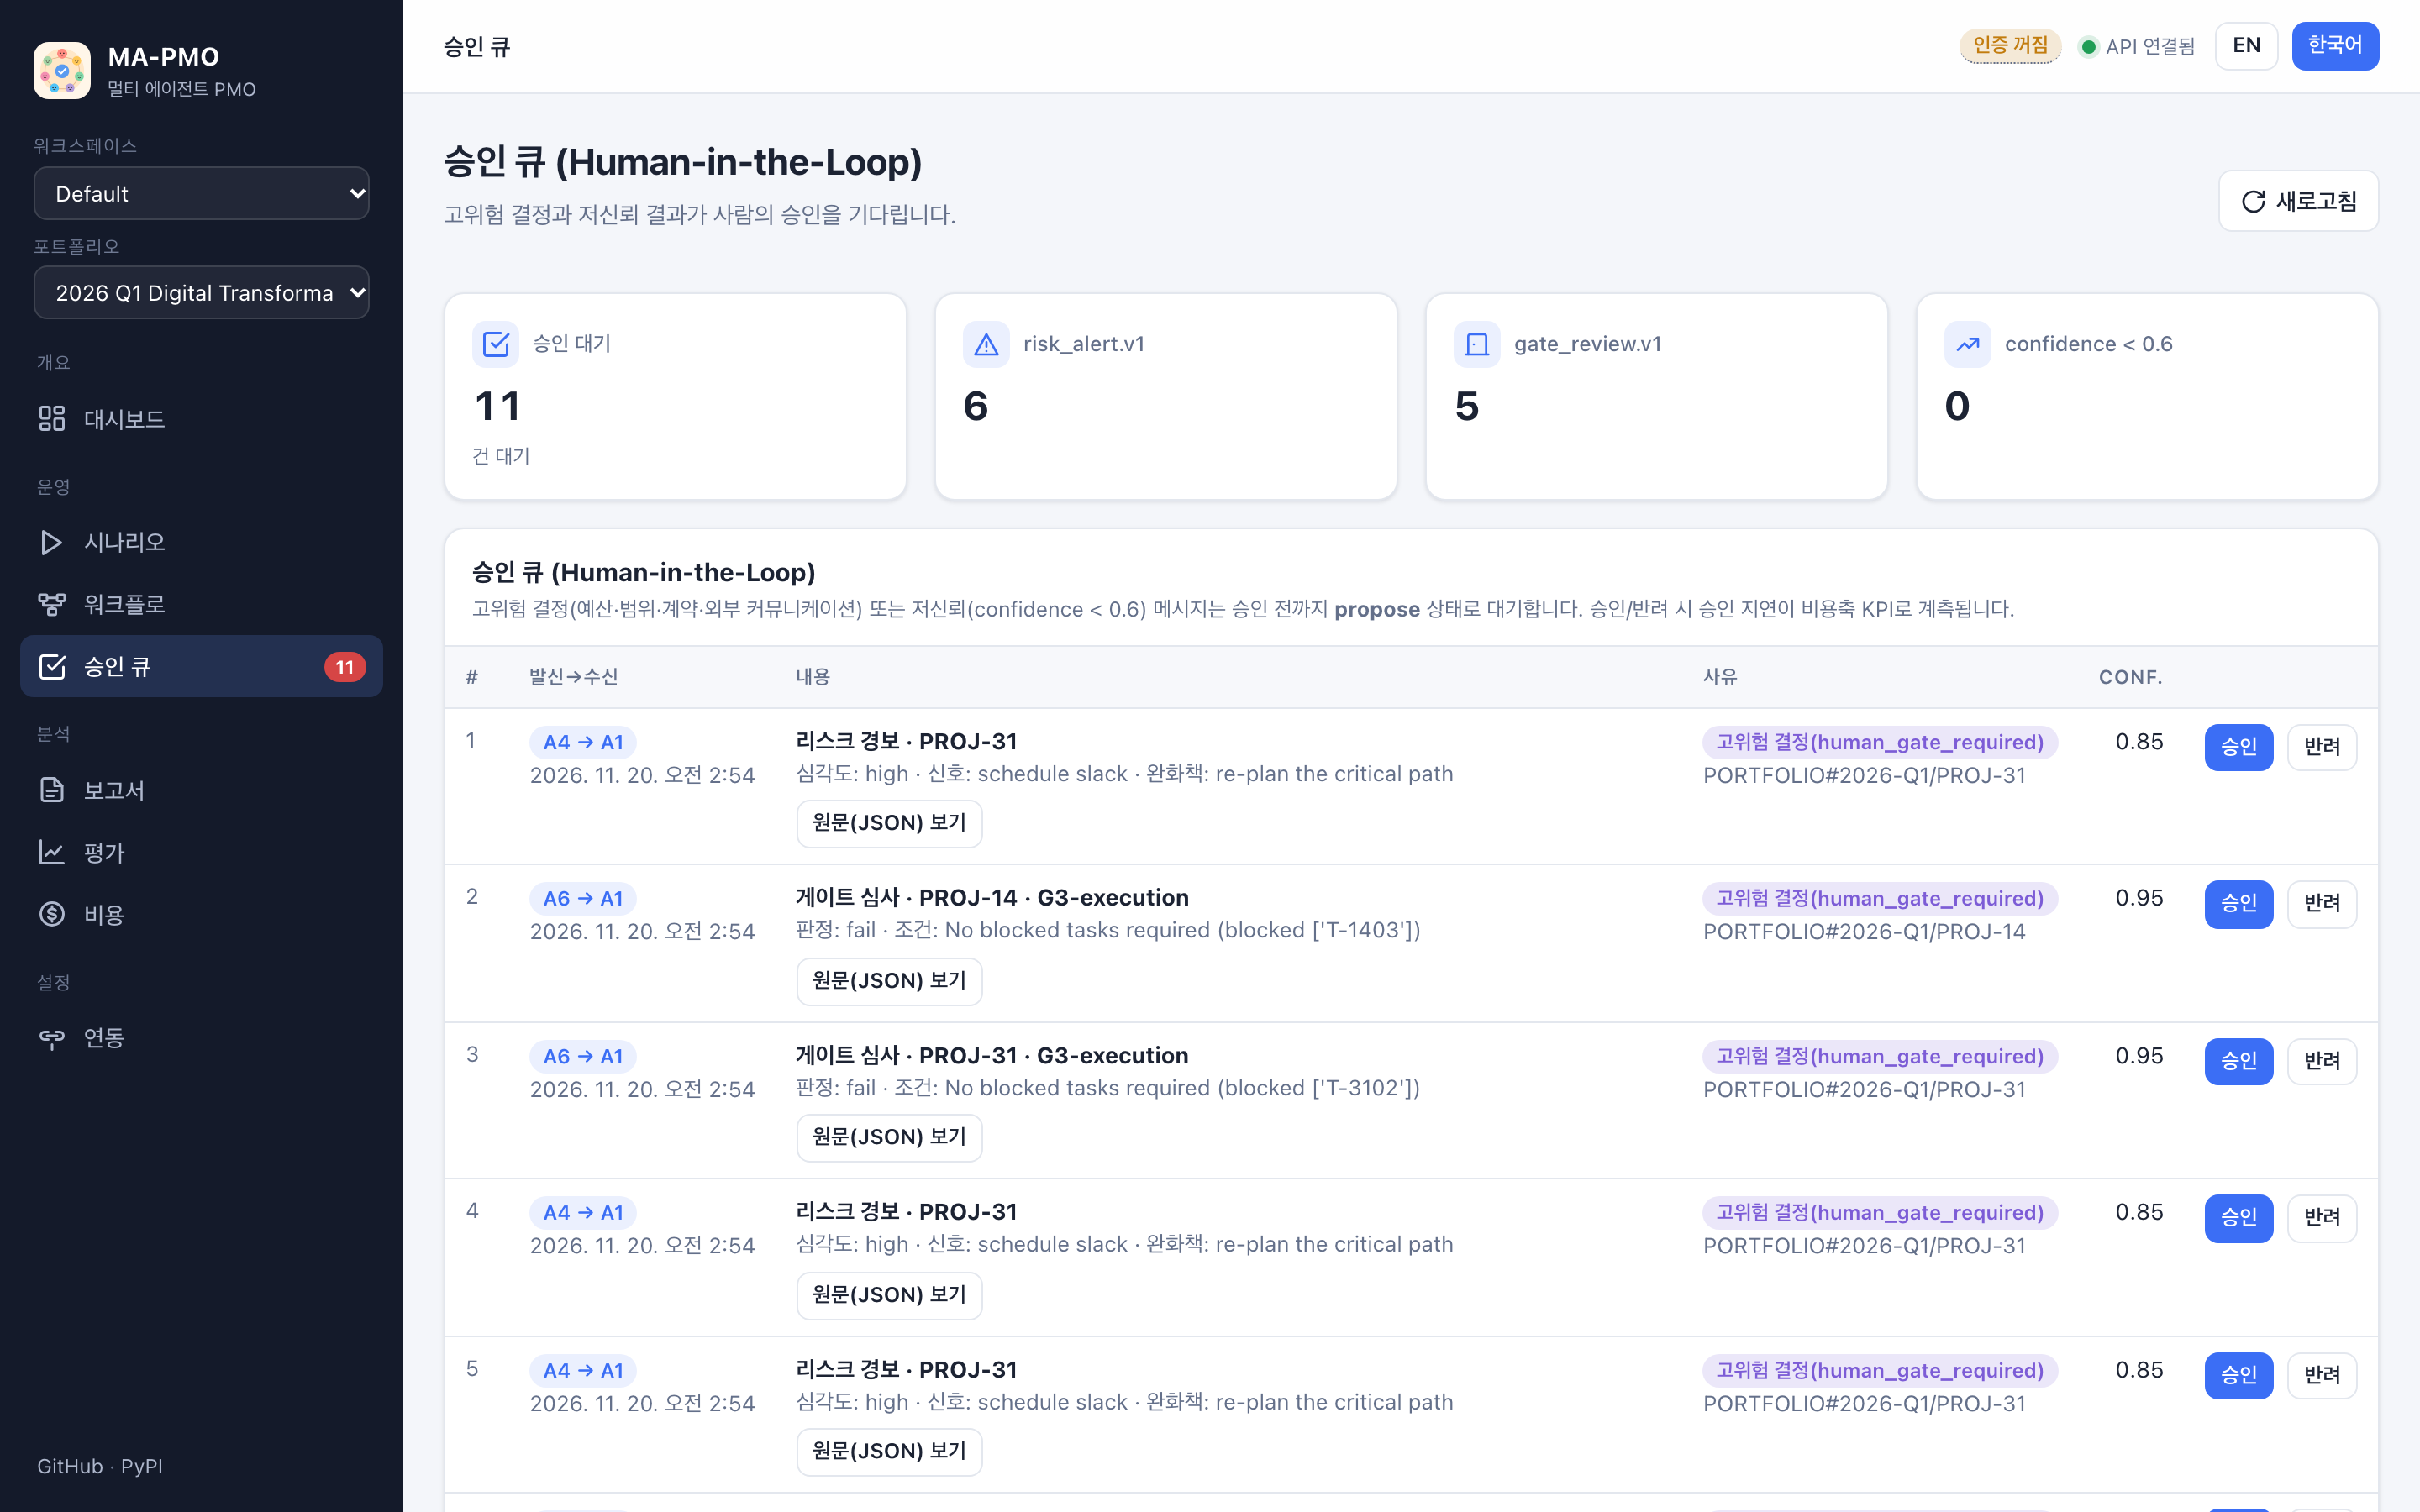 MA-PMO
멀티 에이전트 PMO
워크스페이스
Default
포트폴리오
2026 Q1 Digital Transforma
개요
대시보드
운영
시나리오
워크플로
승인 큐
11
분석
보고서
평가
비용
설정
연동
GitHub · PyPI
승인 큐
인증 꺼짐
API 연결됨
EN
한국어
승인 큐 (Human-in-the-Loop)
고위험 결정과 저신뢰 결과가 사람의 승인을 기다립니다.
새로고침
승인 대기
11
건 대기
risk_alert.v1
6
gate_review.v1
5
confidence < 0.6
0
승인 큐 (Human-in-the-Loop)
고위험 결정(예산·범위·계약·외부 커뮤니케이션) 또는 저신뢰(confidence < 0.6) 메시지는 승인 전까지 propose 상태로 대기합니다. 승인/반려 시 승인 지연이 비용축 KPI로 계측됩니다.
# 발신→수신 내용 사유 CONF.
1 A4 → A1 리스크 경보 · PROJ-31 고위험 결정(human_gate_required) 0.85 승인 반려
2026. 11. 20. 오전 2:54 심각도: high · 신호: schedule slack · 완화책: re-plan the critical path PORTFOLIO#2026-Q1/PROJ-31
원문(JSON) 보기
2 A6 → A1 게이트 심사 · PROJ-14 · G3-execution 고위험 결정(human_gate_required) 0.95 승인 반려
2026. 11. 20. 오전 2:54 판정: fail · 조건: No blocked tasks required (blocked ['T-1403']) PORTFOLIO#2026-Q1/PROJ-14
원문(JSON) 보기
3 A6 → A1 게이트 심사 · PROJ-31 · G3-execution 고위험 결정(human_gate_required) 0.95 승인 반려
2026. 11. 20. 오전 2:54 판정: fail · 조건: No blocked tasks required (blocked ['T-3102']) PORTFOLIO#2026-Q1/PROJ-31
원문(JSON) 보기
4 A4 → A1 리스크 경보 · PROJ-31 고위험 결정(human_gate_required) 0.85 승인 반려
2026. 11. 20. 오전 2:54 심각도: high · 신호: schedule slack · 완화책: re-plan the critical path PORTFOLIO#2026-Q1/PROJ-31
원문(JSON) 보기
5 A4 → A1 리스크 경보 · PROJ-31 고위험 결정(human_gate_required) 0.85 승인 반려
2026. 11. 20. 오전 2:54 심각도: high · 신호: schedule slack · 완화책: re-plan the critical path PORTFOLIO#2026-Q1/PROJ-31
원문(JSON) 보기